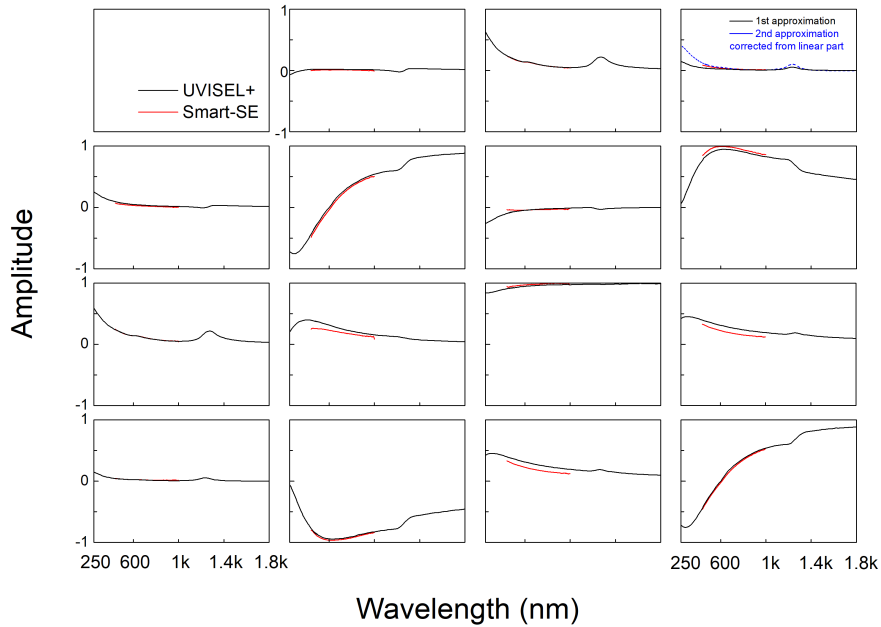 1
1st approximation
2nd approximation
corrected from linear part
UVISEL+
Smart-SE
0
-1
1
0
-1
1
0
-1
1
0
-1
250 600 1k 1.4k 1.8k
250 600 1k 1.4k 1.8k
Amplitude
Wavelength (nm)